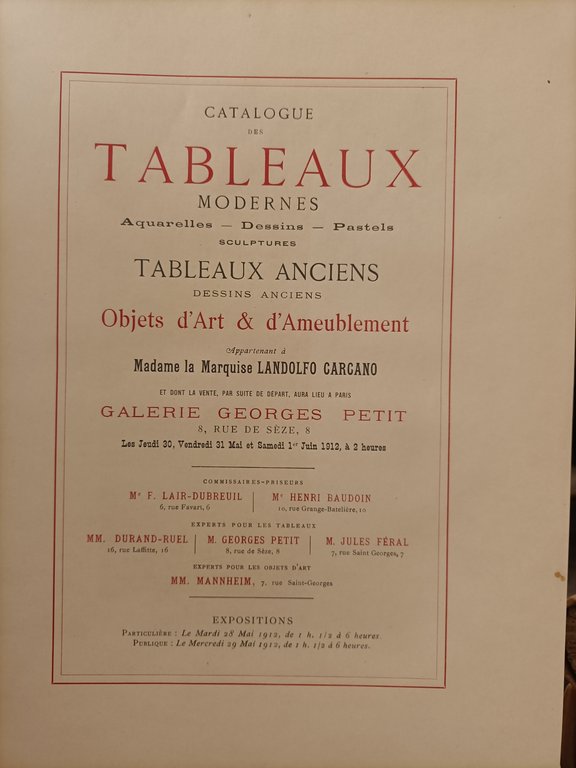 CATALOGUE
DES
TABLEAUX
MODERNES
Aquarelles — Dessins — Pastels
SCULPTURES
TABLEAUX ANCIENS
DESSINS ANCIENS
Objets d'Art & d'Ameublement
Appartenant à
Madame la Marquise LANDOLFO CARCANO
ET DONT LA VENTE, PAR SUITE DE DÉPART, AURA LIEU A PARIS
GALERIE GEORGES PETIT
8, RUE DE SÈZE, 8
Les Jeudi 30, Vendredi 31 Mai et Samedi 1er Juin 1912, à 2 heures
COMMISSAIRES-PRISEURS
Me F. LAIR-DUBREUIL
6, rue Favart, 6
Me HENRI BAUDOIN
10, rue Grange-Batelière, 10
EXPERTS POUR LES TABLEAUX
MM. DURAND-RUEL
16, rue Laffitte, 16
M. GEORGES PETIT
8, rue de Sèze, 8
M. JULES FÉRAL
7, rue Saint Georges, 7
EXPERTS POUR LES OBJETS D'ART
MM. MANNHEIM, 7, rue Saint-Georges
EXPOSITIONS
PARTICULIÈRE : Le Mardi 28 Mai 1912, de 1 h. 1/2 à 6 heures.
PUBLIQUE : Le Mercredi 29 Mai 1912, de 1 h. 1/2 à 6 heures.